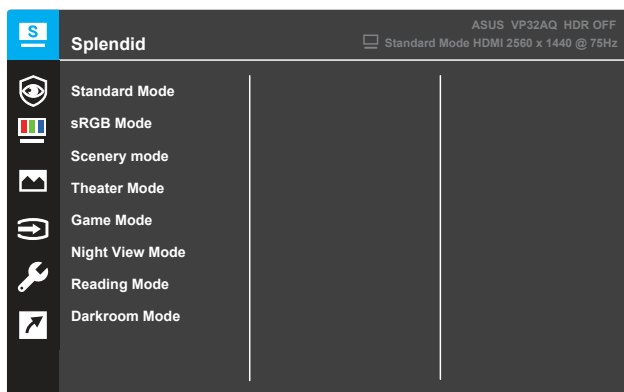 S
Splendid
ASUS VP32AQ HDR OFF
Standard Mode HDMI 2560 x 1440 @ 75Hz
Standard Mode
sRGB Mode
Scenery mode
Theater Mode
Game Mode
Night View Mode
Reading Mode
Darkroom Mode